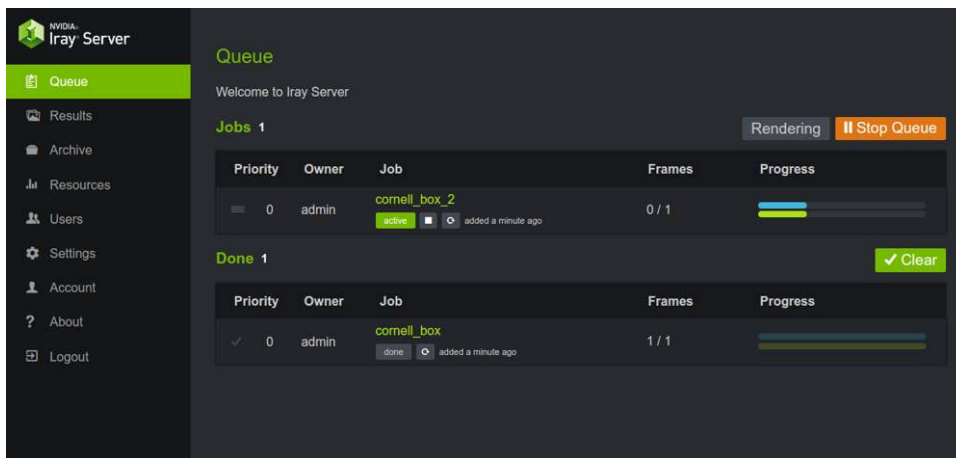 NVIDIA.
Iray Server
Queue
Results
Archive
Resources
Users
Settings
Account
? About
Logout
Queue
Welcome to Iray Server
Jobs 1
Rendering
Stop Queue
Priority Owner Job Frames Progress
cornell_box_2
0 admin 0 / 1
active added a minute ago
Done 1
Clear
Priority Owner Job Frames Progress
cornell_box
0 admin 1 / 1
done added a minute ago